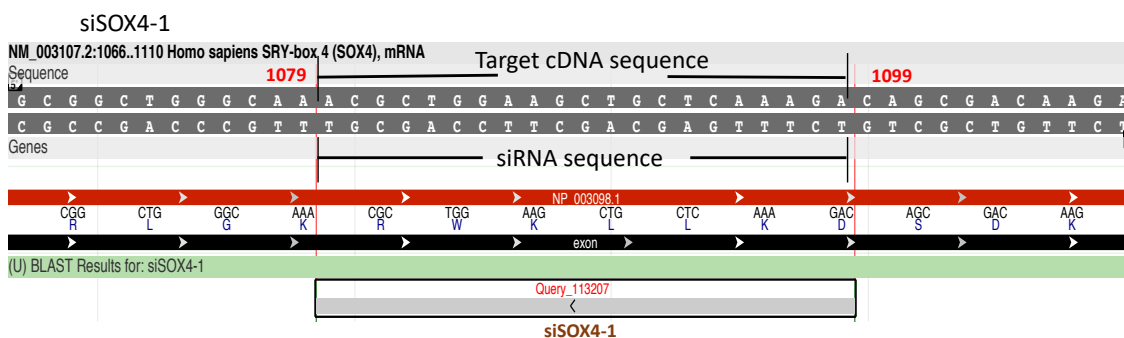 siSOX4-1
NM_003107.2:1066..1110 Homo sapiens SRY-box 4 (SOX4), mRNA
Sequence 1079 Target cDNA sequence 1099
5'
G C G G C T G G G C A A A C G C T G G A A G C T G C T C A A A G A C A G C G A C A A G A
C G C C G A C C C G T T T G C G A C C T T C G A C G A G T T T C T G T C G C T G T T C T
Genes siRNA sequence
NP_003098.1
CGG CTG GGC AAA CGC TGG AAG CTG CTC AAA GAC AGC GAC AAG
R L G K R W K L L K D S D K
exon
(U) BLAST Results for: siSOX4-1
Query_113207
siSOX4-1